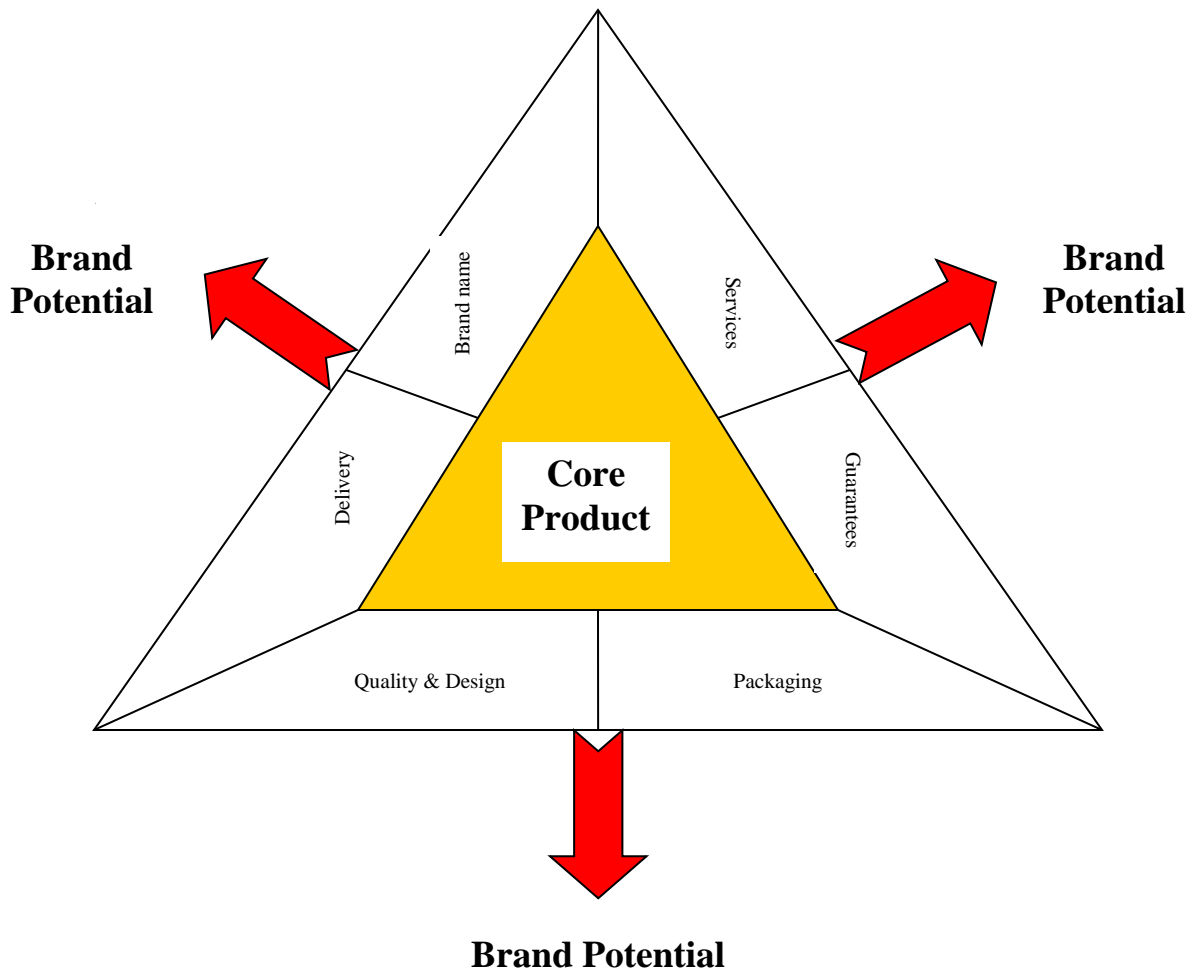 Brand
Potential
Brand
Potential
Brand name
Services
Delivery
Core
Product
Guarantees
Quality & Design
Packaging
Brand Potential